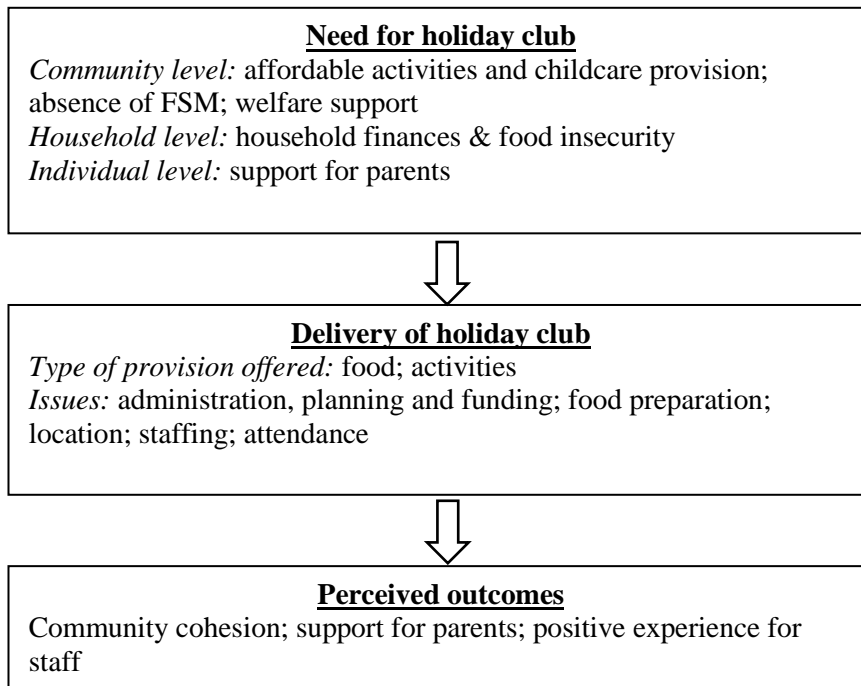 Need for holiday club
Community level: affordable activities and childcare provision;
absence of FSM; welfare support
Household level: household finances & food insecurity
Individual level: support for parents
Delivery of holiday club
Type of provision offered: food; activities
Issues: administration, planning and funding; food preparation;
location; staffing; attendance
Perceived outcomes
Community cohesion; support for parents; positive experience for
staff